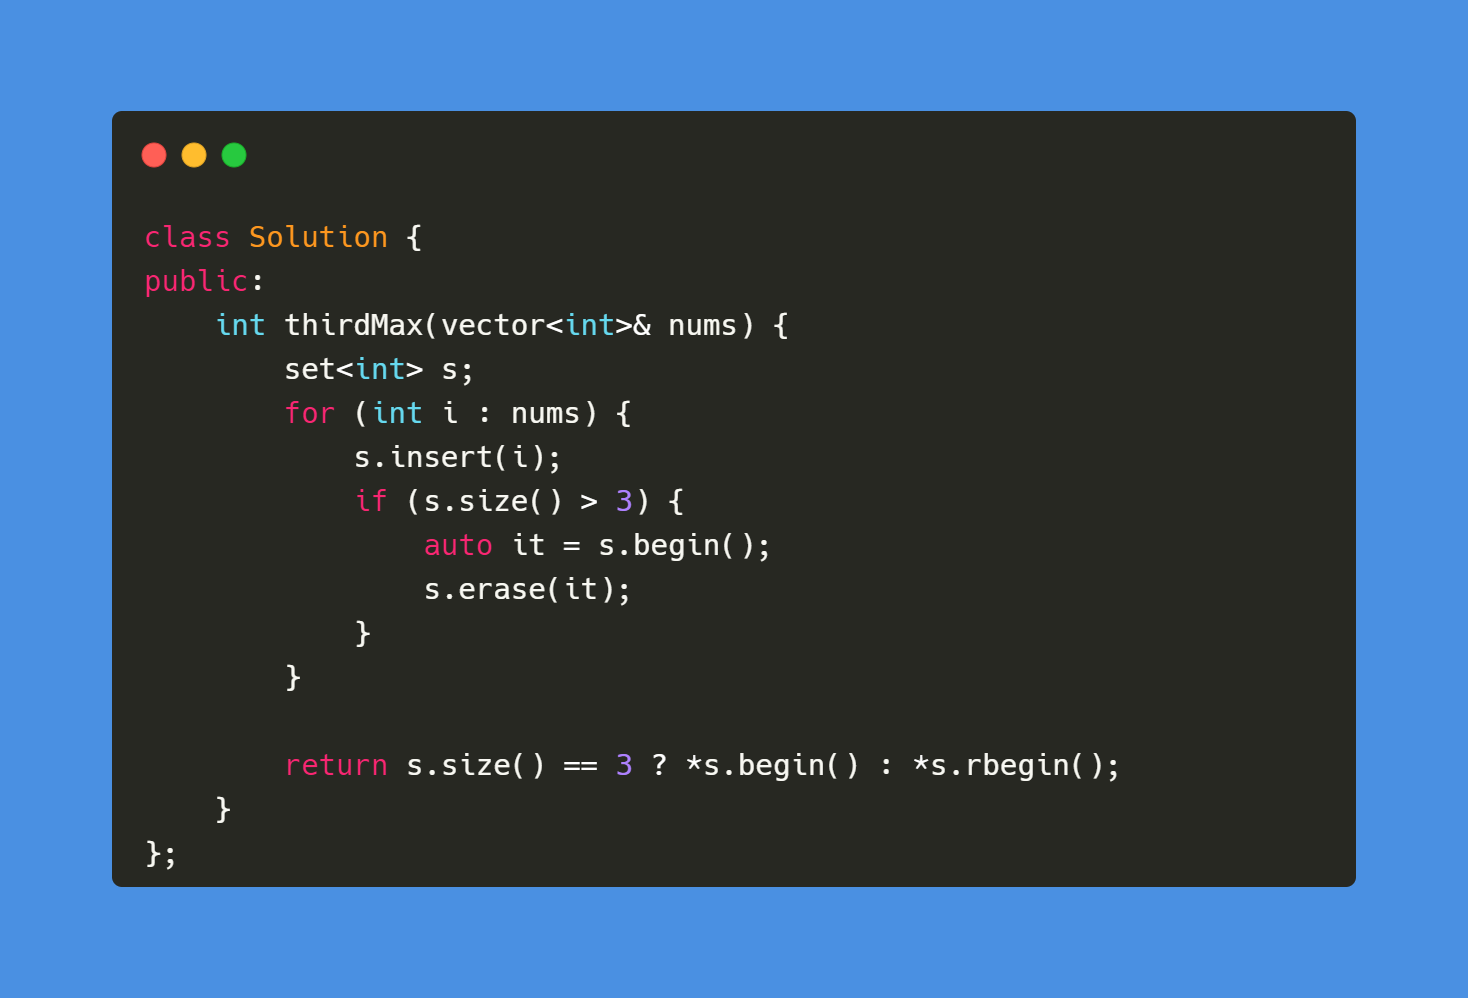 class Solution {
public:
    int thirdMax(vector<int>& nums) {
        set<int> s;
        for (int i : nums) {
            s.insert(i);
            if (s.size() > 3) {
                auto it = s.begin();
                s.erase(it);
            }
        }

        return s.size() == 3 ? *s.begin() : *s.rbegin();
    }
};